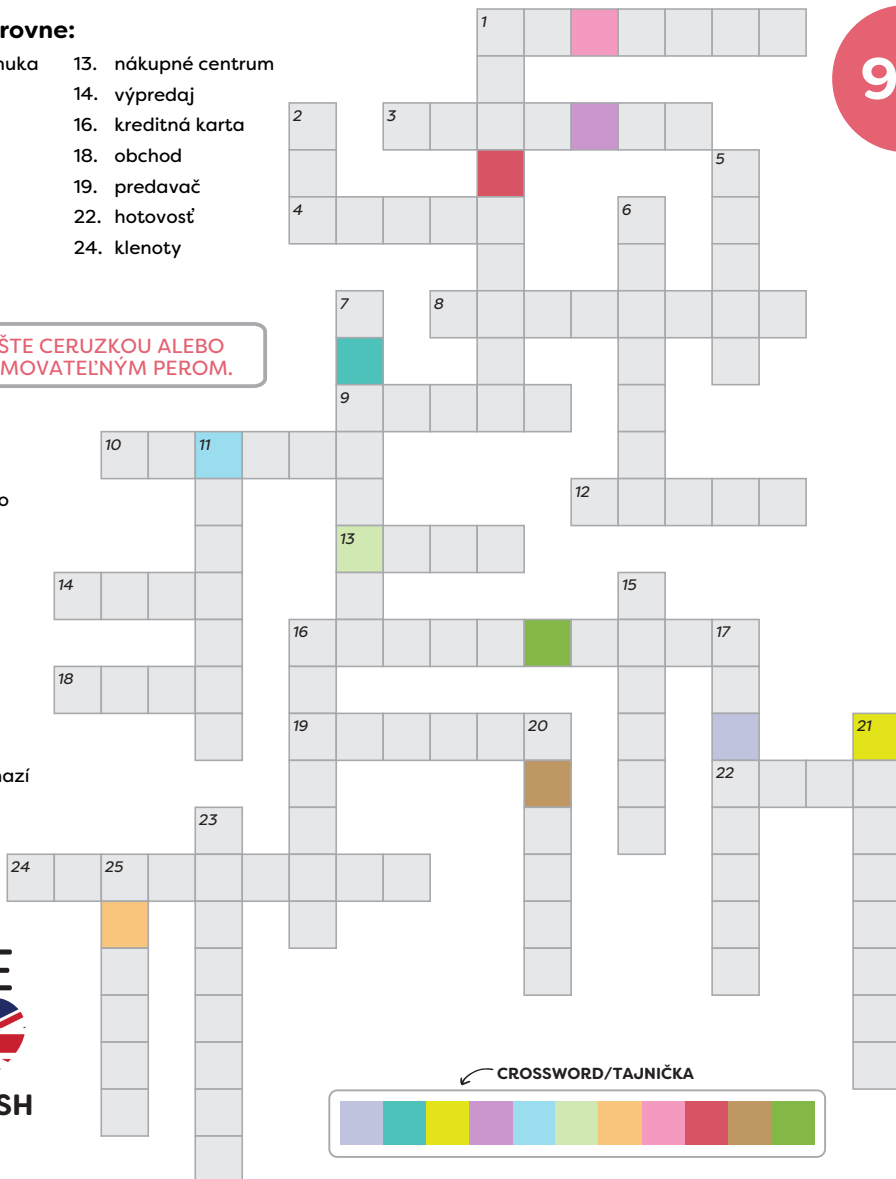 rovne:
nuka 13. nákupné centrum
14. výpredaj
16. kreditná karta
18. obchod
19. predavač
22. hotovosť
24. klenoty
ŠTE CERUZKOU ALEBO
MOVATEĽNÝM PEROM.
o
hazí
E
SH
9
1
2 3
5
4 6
7 8
9
10 11
12
13
14 15
16 17
18
19 20 21
22
23
24 25
CROSSWORD/TAJNIČKA